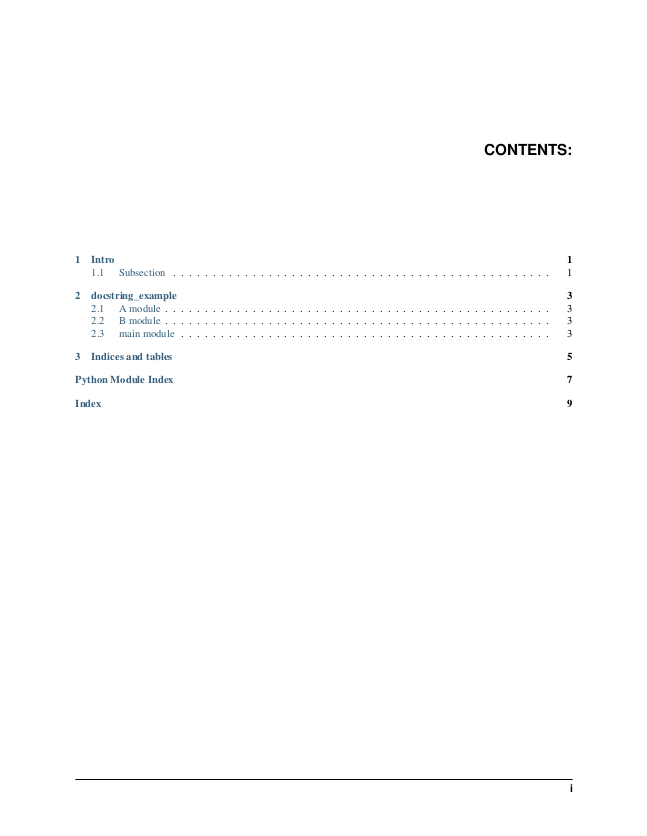 CONTENTS:
1 Intro 1
1.1 Subsection . . . . . . . . . . . . . . . . . . . . . . . . . . . . . . . . . . . . . . . . . . . . . . . . 1
2 docstring_example 3
2.1 A module . . . . . . . . . . . . . . . . . . . . . . . . . . . . . . . . . . . . . . . . . . . . . . . . . 3
2.2 B module . . . . . . . . . . . . . . . . . . . . . . . . . . . . . . . . . . . . . . . . . . . . . . . . . 3
2.3 main module . . . . . . . . . . . . . . . . . . . . . . . . . . . . . . . . . . . . . . . . . . . . . . . 3
3 Indices and tables 5
Python Module Index 7
Index 9
i